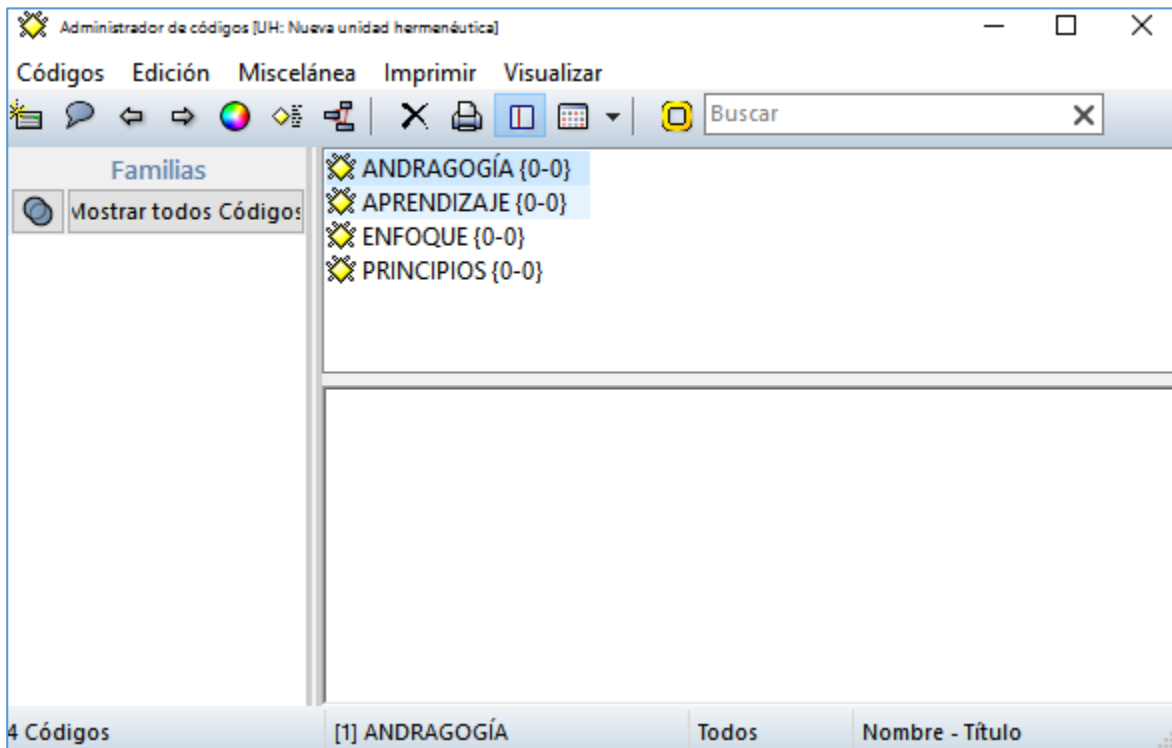 Administrador de códigos [UH: Nueva unidad hermenéutica]
Códigos Edición Miscelánea Imprimir Visualizar
Buscar
Familias
Mostrar todos Códigos
ANDRAGOGÍA {0-0}
APRENDIZAJE {0-0}
ENFOQUE {0-0}
PRINCIPIOS {0-0}
4 Códigos [1] ANDRAGOGÍA Todos Nombre - Título